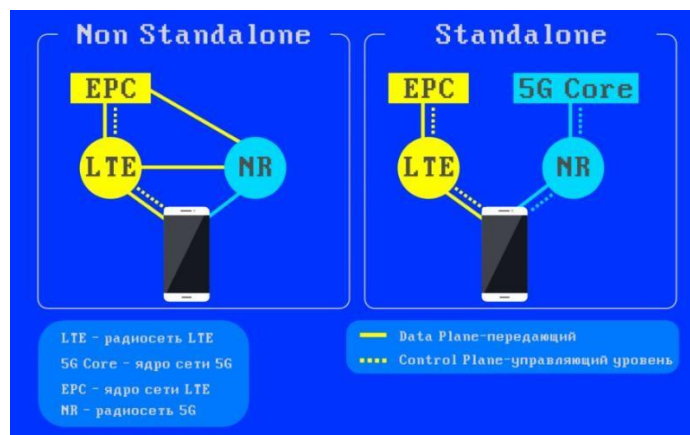 Non Standalone
EPC
LTE
NR
Standalone
EPC
5G Core
LTE
NR
LTE - радиосеть LTE
5G Core - ядро сети 5G
EPC - ядро сети LTE
NR - радиосеть 5G
Data Plane-передающий
Control Plane-управляющий уровень